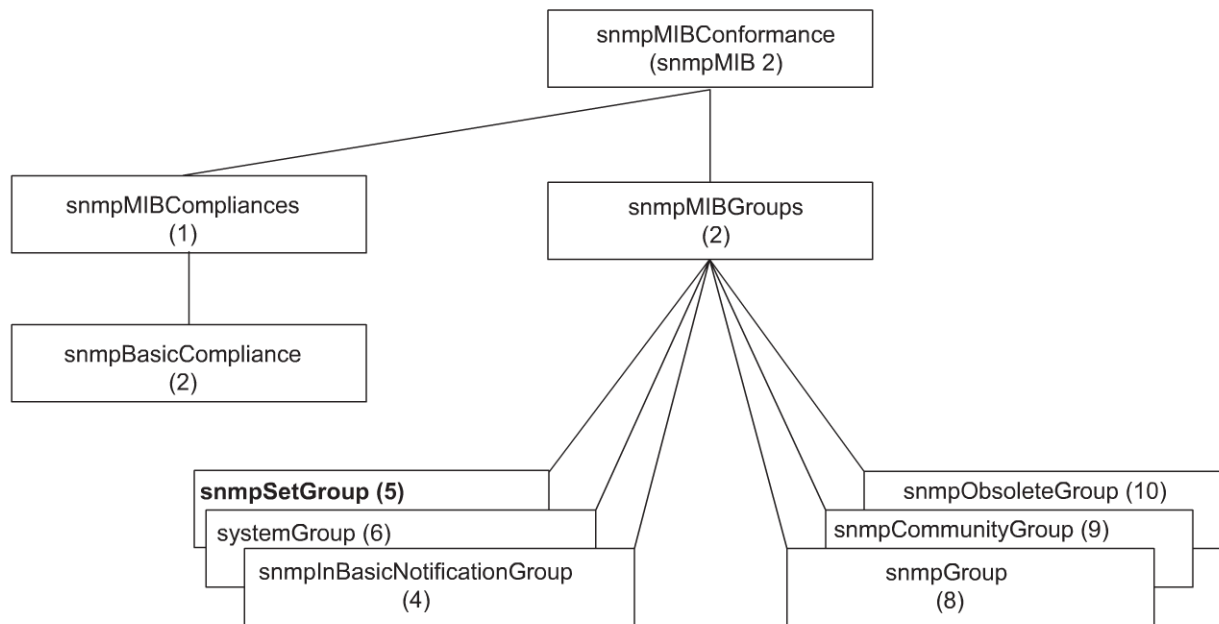 snmpMIBConformance
(snmpMIB 2)
snmpMIBCompliances
(1)
snmpMIBGroups
(2)
snmpBasicCompliance
(2)
snmpSetGroup (5)
systemGroup (6)
snmpInBasicNotificationGroup
(4)
snmpObsoleteGroup (10)
snmpCommunityGroup (9)
snmpGroup
(8)